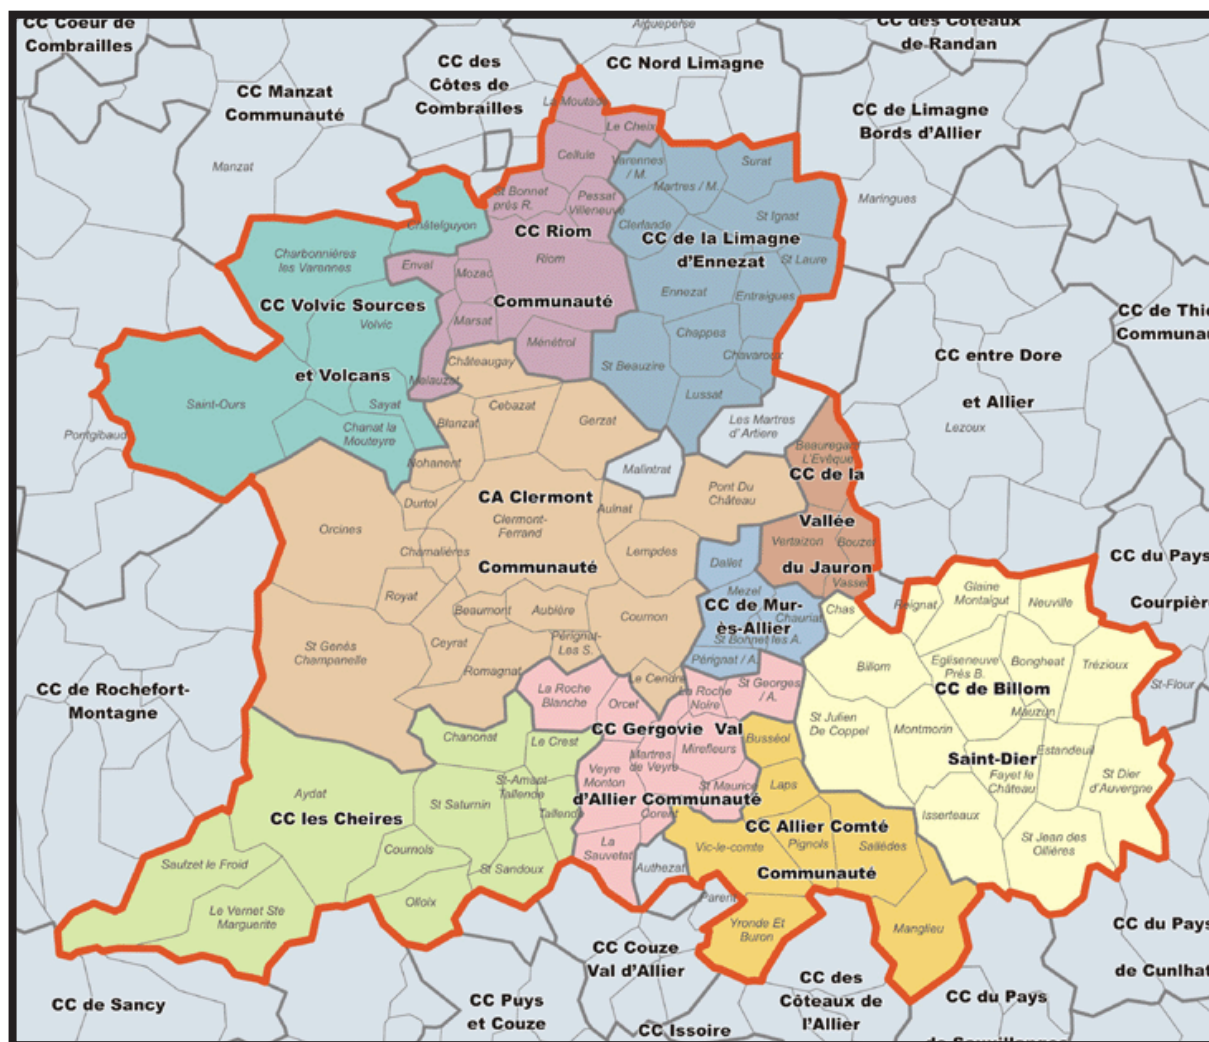 CC Coeur de
Combrailles
CC Manzat
Communauté
Manzat
CC des
Côtes de
Combrailles
Aigueperse
CC Nord Limagne
CC des Coteaux
de Randan
CC de Limagne
Bords d'Allier
Maringues
La Moutade
Le Cheix
Cellule
Varennes
/ M.
Surat
Martres / M.
St Bonnet
près R.
Pessat
Villeneuve
Clerlande
St Ignat
Châtelguyon
CC Riom
Communauté
Riom
CC de la Limagne
d'Ennezat
St Laure
Charbonnières
les Varennes
Enval
Mozac
Ennezat
Entraigues
CC Volvic Sources
et Volcans
Volvic
Marsat
Ménétrol
Chappes
Chavaroux
CC de Thie
Communau
Châteaugay
St Beauzire
CC entre Dore
et Allier
Lezoux
Malauzat
Saint-Ours
Sayat
Cebazat
Lussat
Pontgibaud
Chanat la
Mouteyre
Blanzat
Gerzat
Les Martres
d'Artiere
Beauregard
L'Evêque
Nohanent
Malintrat
CC de la
Vallée
du Jauron
Pont Du
Château
Durtol
CA Clermont
Communauté
Clermont-
Ferrand
Aulnat
Orcines
Chamalières
Lempdes
Vertaizon
Bouzel
Vassel
Dallet
CC du Pays
Courpière
Royat
Beaumont
Aubière
Cournon
Mezel
CC de Mur-
ès-Allier
Chauriat
St Bonnet les A.
Chas
Reignat
Glaine
Montaigut
Neuville
St Genès
Champanelle
Ceyrat
Pérignat-
Les S.
Romagnat
Pérignat / A.
Billom
Egliseneuve
Près B.
Bongheat
Trézioux
CC de Rochefort-
Montagne
La Roche
Blanche
Orcet
Le Cendre
La Roche
Noire
St Georges
/ A.
CC de Billom
Saint-Dier
Mauzun
St-Flour
Chanonat
Le Crest
CC Gergovie Val
d'Allier Communauté
Busséol
St Julien
De Coppel
Montmorin
Estandeuil
Martres
de Veyre
Mirefleurs
Veyre
Monton
Aydat
St Saturnin
St-Amant
Tallende
Tallende
St Maurice
Laps
Fayet le
Château
St Dier
d'Auvergne
CC les Cheires
Corent
CC Allier Comté
Communauté
Isserteaux
St Jean des
Ollières
Saulzet le Froid
Cournols
St Sandoux
La
Sauvetat
Authezat
Vic-le-comte
Pignols
Sallèdes
Le Vernet Ste
Marguerite
Olloix
Parent
Yronde Et
Buron
Manglieu
CC du Pays
de Cunlhat
CC de Sancy
CC Puys
et Couze
CC Couze
Val d'Allier
CC Issoire
CC des
Côteaux de
l'Allier
CC du Pays